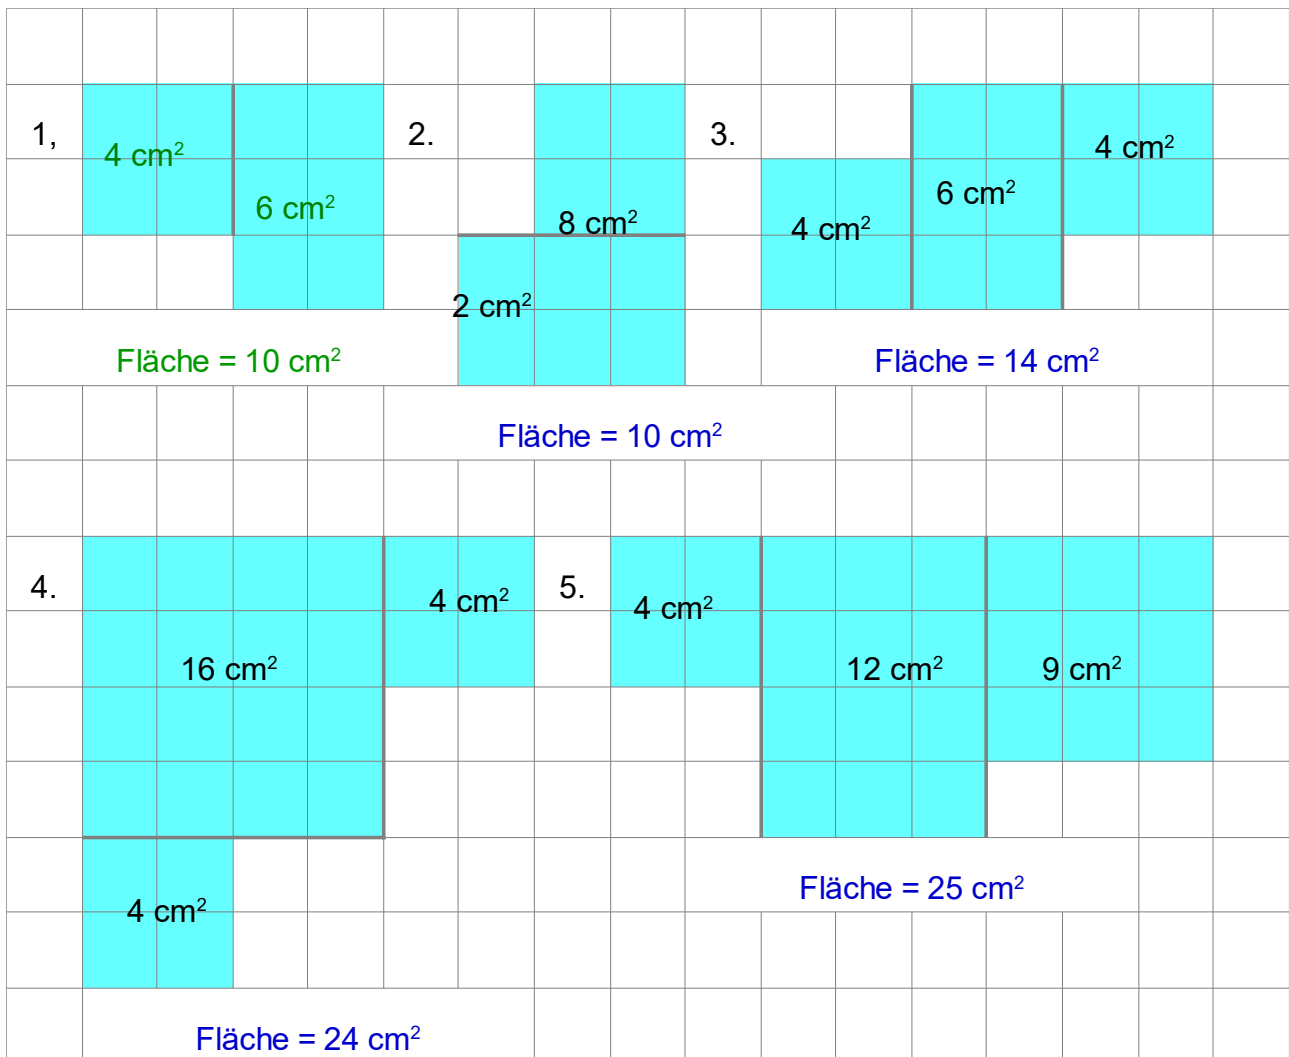 1,
4 cm²
6 cm²
Fläche = 10 cm²
2.
8 cm²
2 cm²
Fläche = 10 cm²
3.
4 cm²
6 cm²
4 cm²
Fläche = 14 cm²
4.
16 cm²
4 cm²
4 cm²
Fläche = 24 cm²
5.
4 cm²
12 cm²
9 cm²
Fläche = 25 cm²